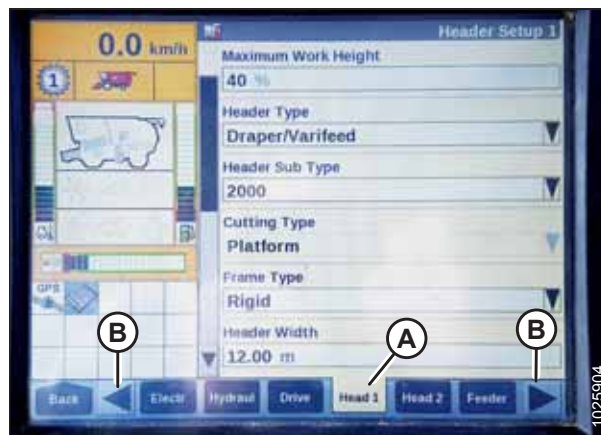 0.0 km/h
Header Setup 1
Maximum Work Height
40 %
1
Header Type
Draper/Varifeed
Header Sub Type
2000
Cutting Type
Platform
Frame Type
Rigid
GPS
Header Width
12.00 m
A
B
B
Back
Electr
Hydraul
Drive
Head 1
Head 2
Feeder
1025904